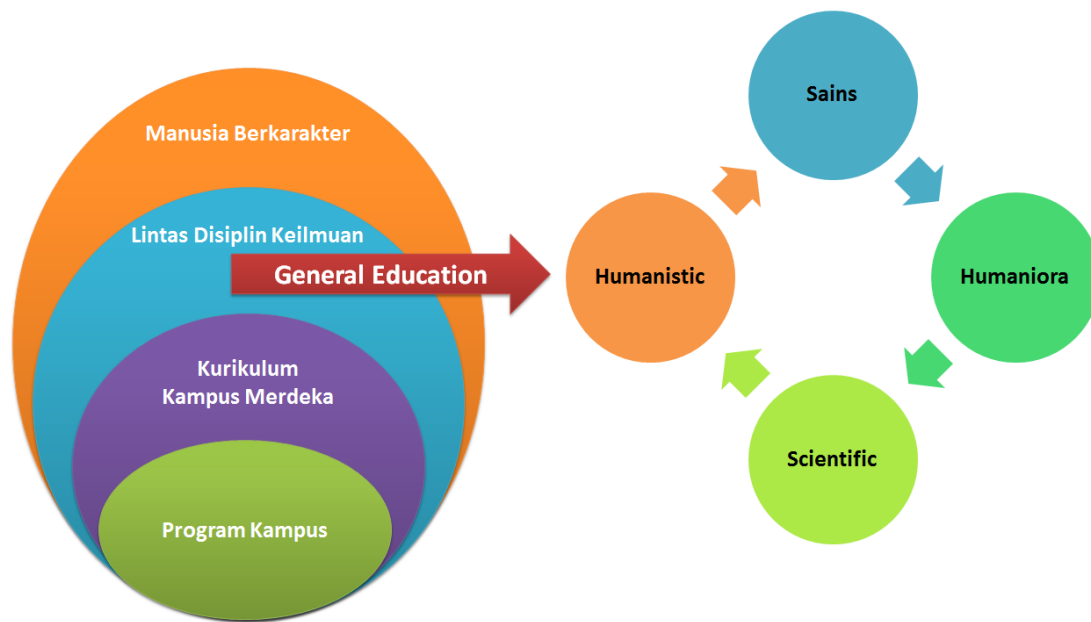 Manusia Berkarakter
Lintas Disiplin Keilmuan
General Education
Kurikulum
Kampus Merdeka
Program Kampus
Sains
Humanistic
Humaniora
Scientific